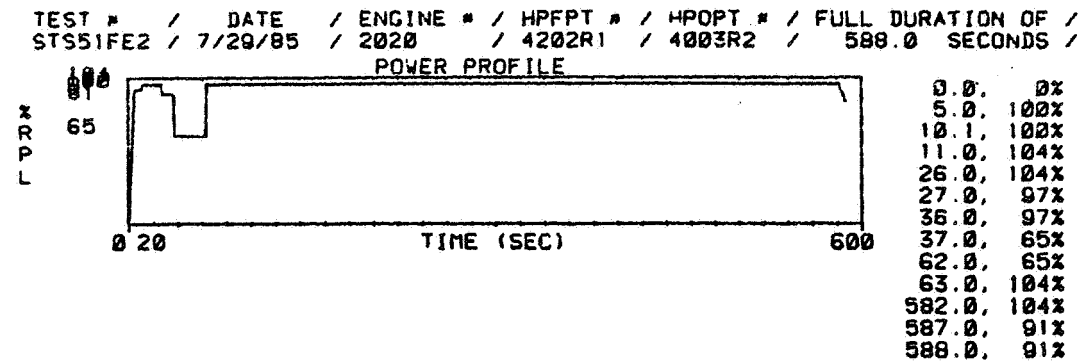 TEST # / DATE / ENGINE # / HPFPT # / HPOPT # / FULL DURATION OF /
STS51FE2 / 7/29/85 / 2020 / 4202R1 / 4003R2 / 588.0 SECONDS /
POWER PROFILE
% RPL
65
0 20 TIME (SEC) 600
0.0, 0%
5.0, 100%
10.1, 100%
11.0, 104%
26.0, 104%
27.0, 97%
36.0, 97%
37.0, 65%
62.0, 65%
63.0, 104%
582.0, 104%
587.0, 91%
588.0, 91%